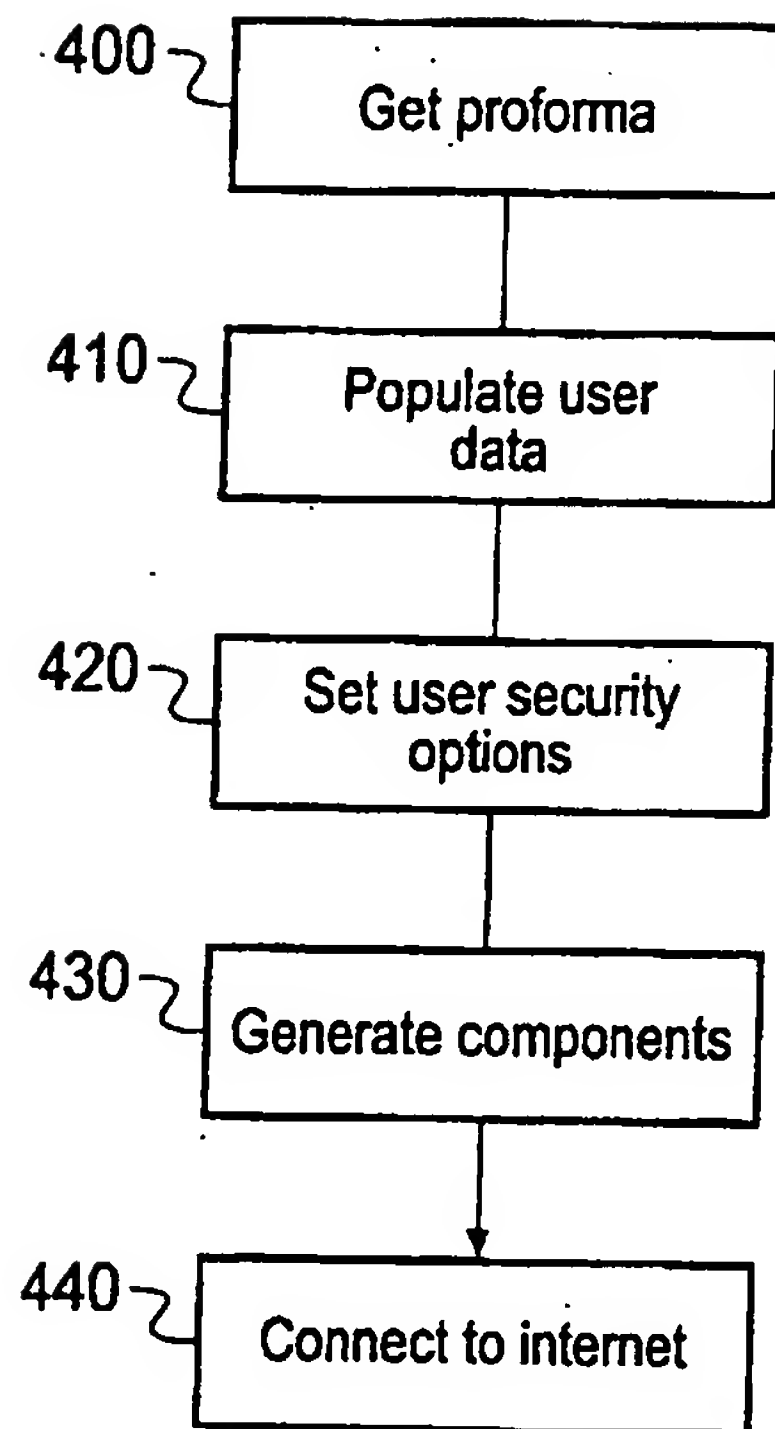 400
Get proforma
410
Populate user
data
420
Set user security
options
430
Generate components
440
Connect to internet